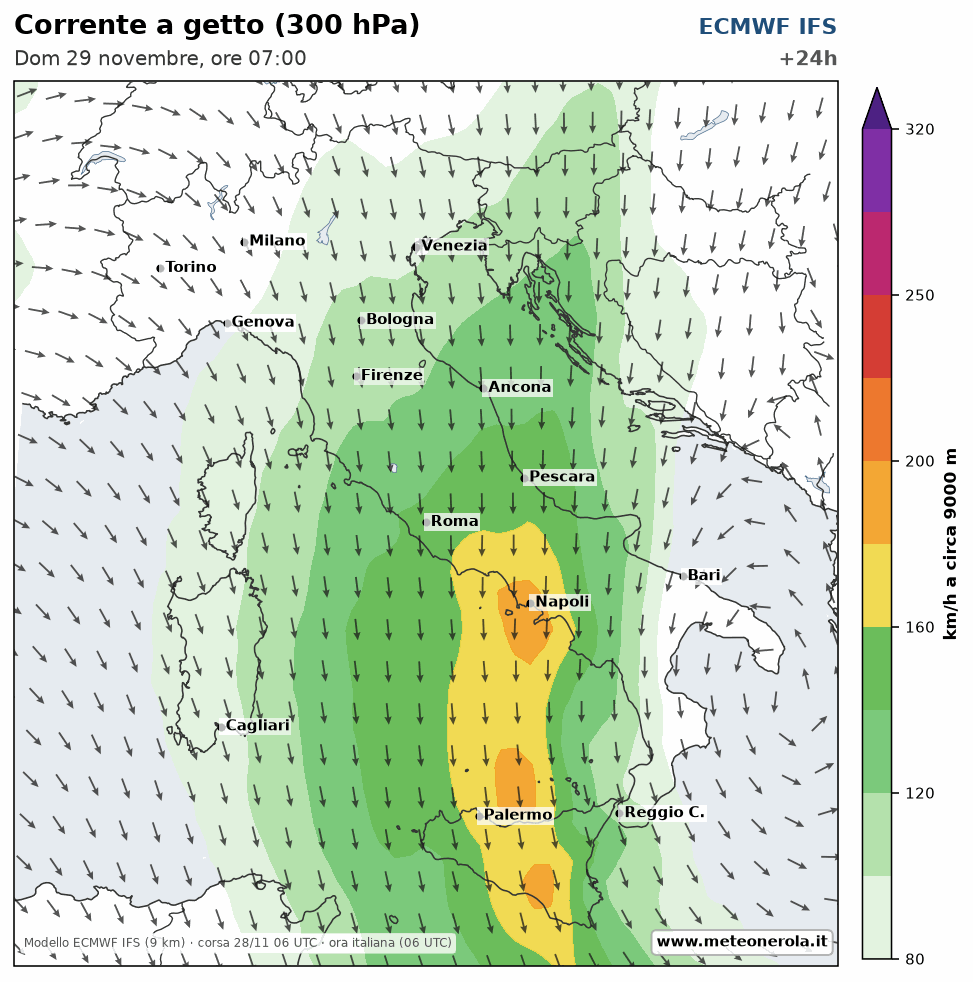 Corrente a getto (300 hPa)
ECMWF IFS
Dom 29 novembre, ore 07:00
+24h
320
250
200
160
120
80
km/h a circa 9000 m
Milano
Venezia
Torino
Bologna
Genova
Firenze
Ancona
Pescara
Roma
Bari
Napoli
Cagliari
Palermo
Reggio C.
Modello ECMWF IFS (9 km) · corsa 28/11 06 UTC · ora italiana (06 UTC)
www.meteonerola.it